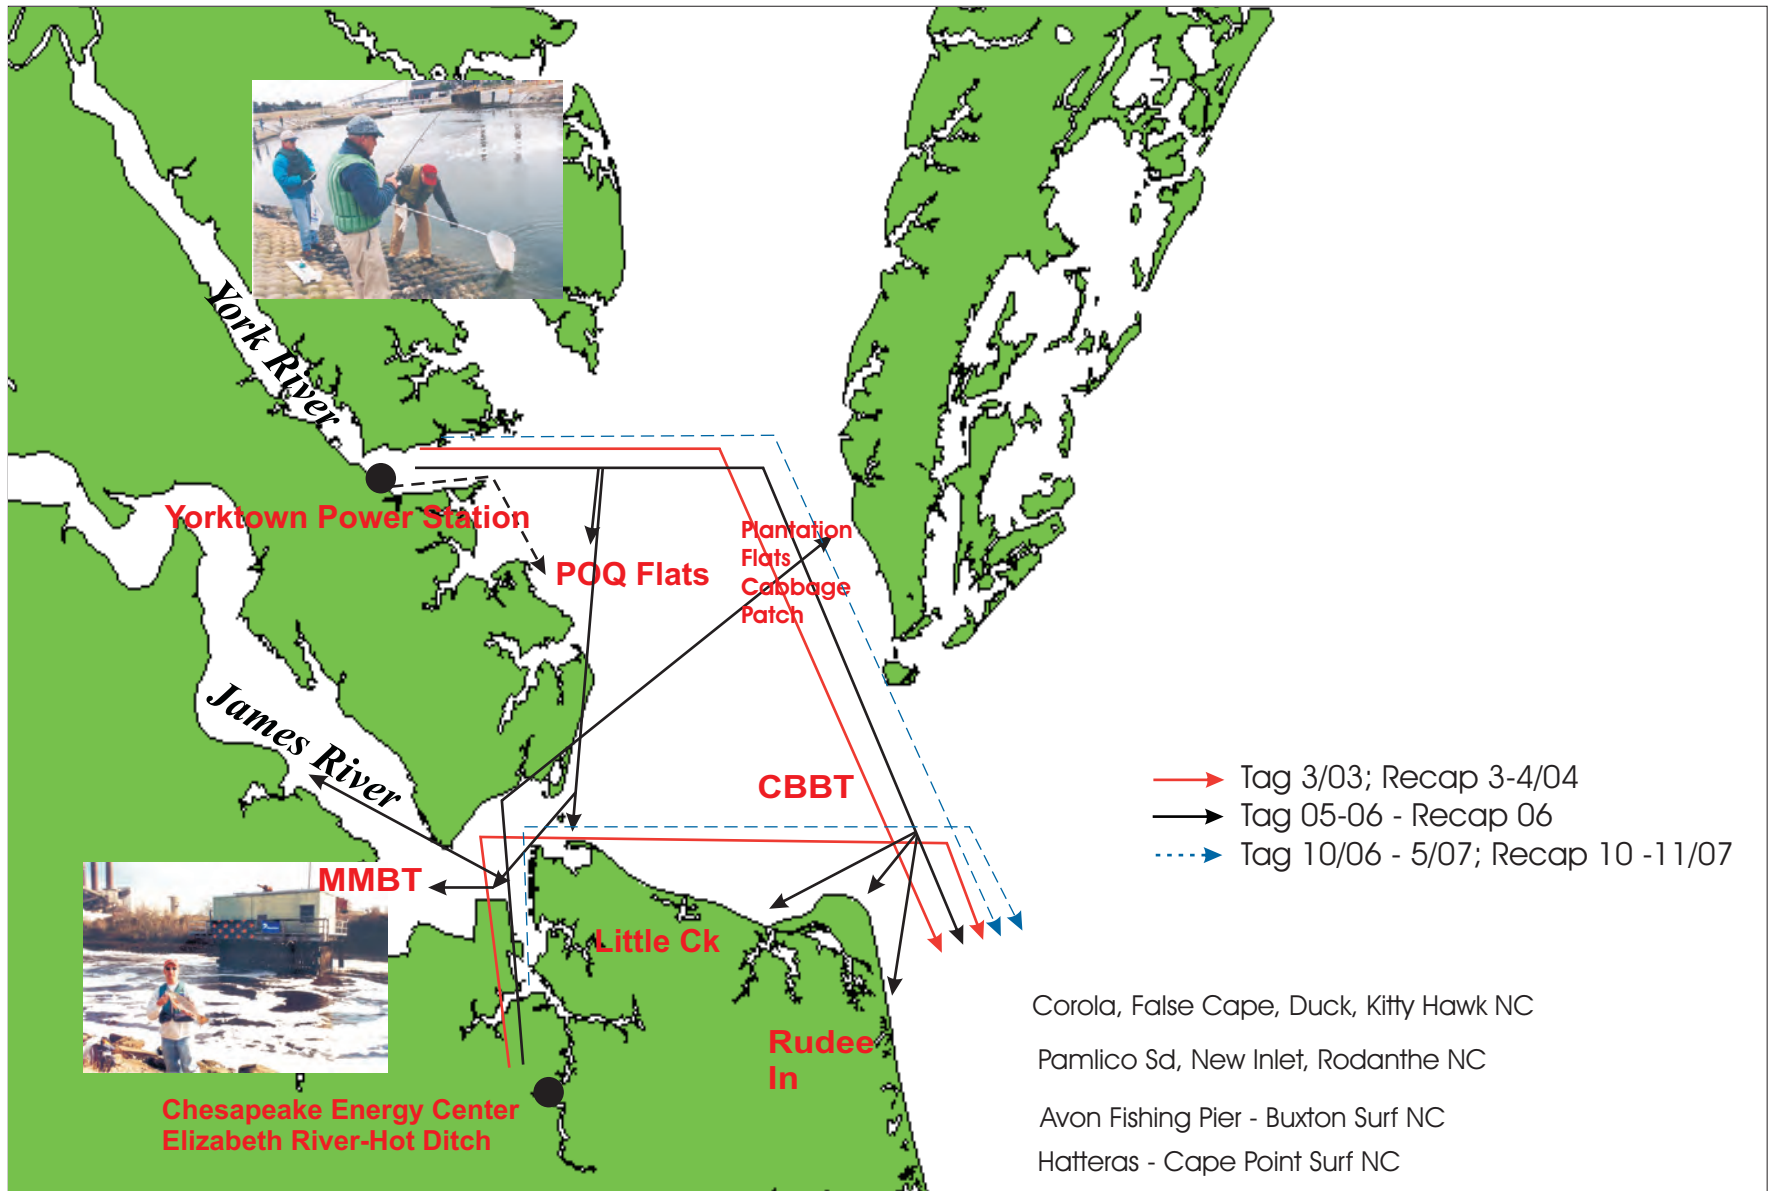 York River
Yorktown Power Station
POQ Flats
Plantation
Flats
Cabbage
Patch
James River
CBBT
Tag 3/03; Recap 3-4/04
Tag 05-06 - Recap 06
Tag 10/06 - 5/07; Recap 10 -11/07
MMBT
Little Ck
Rudee
In
Corola, False Cape, Duck, Kitty Hawk NC
Pamlico Sd, New Inlet, Rodanthe NC
Avon Fishing Pier - Buxton Surf NC
Hatteras - Cape Point Surf NC
Chesapeake Energy Center
Elizabeth River-Hot Ditch